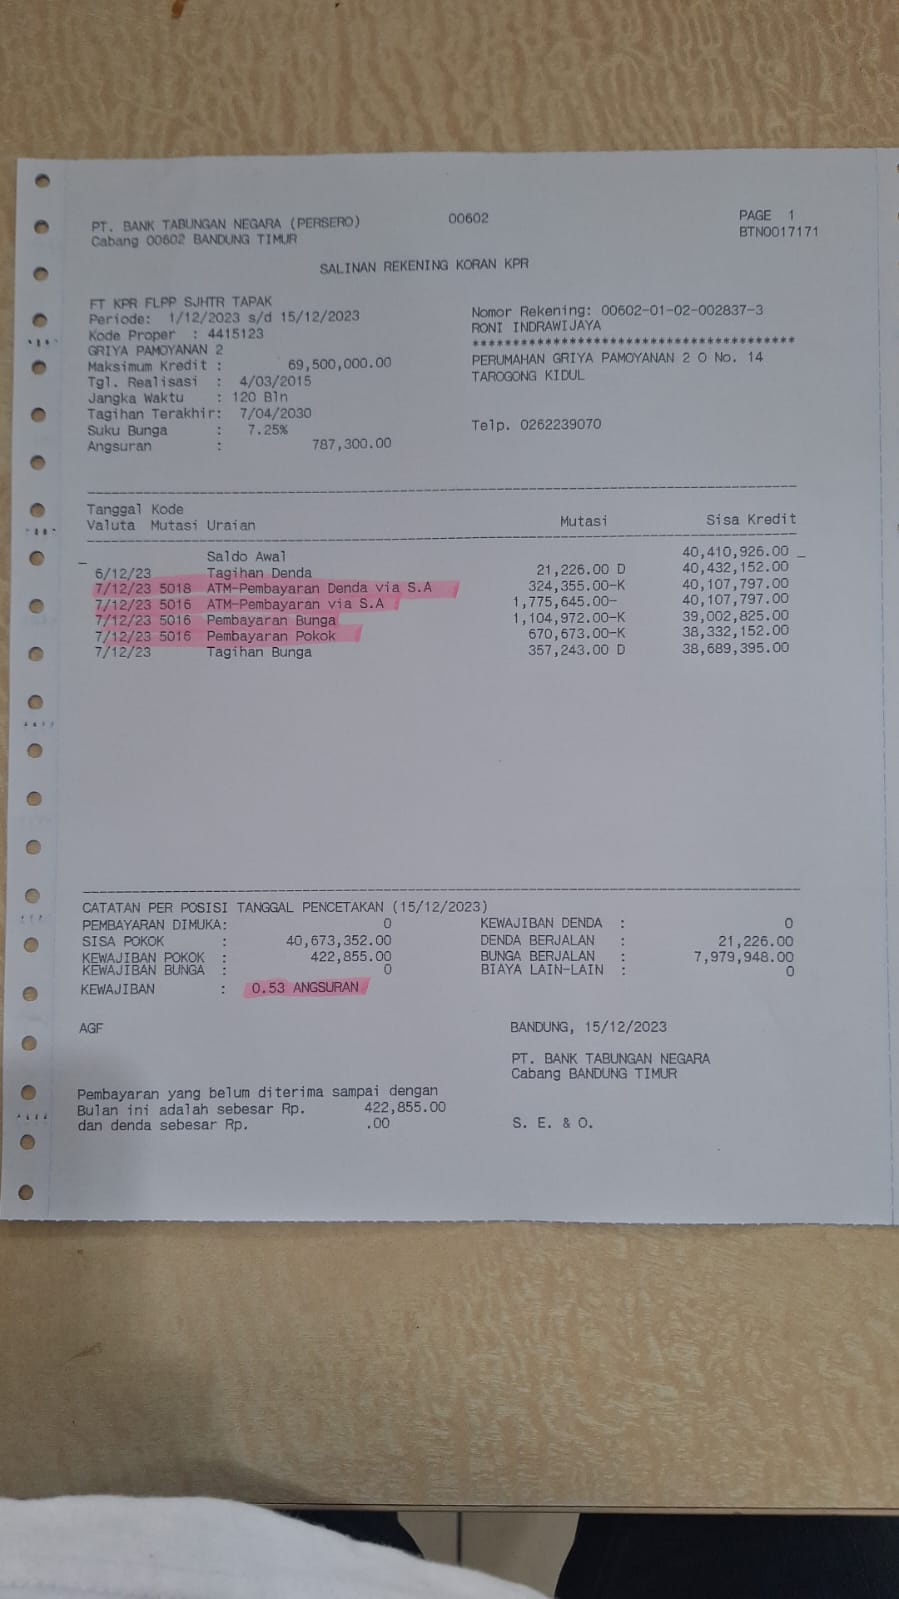 PT. BANK TABUNGAN NEGARA (PERSERO) 00602 PAGE 1
Cabang 00602 BANDUNG TIMUR BTN0017171
SALINAN REKENING KORAN KPR
FT KPR FLPP SJHTR TAPAK
Periode: 1/12/2023 s/d 15/12/2023
Kode Proper : 4415123
GRIYA PAMOYANAN 2
Maksimum Kredit : 69,500,000.00
Tgl. Realisasi : 4/03/2015
Jangka Waktu : 120 Bln
Tagihan Terakhir: 7/04/2030
Suku Bunga : 7.25%
Angsuran : 787,300.00
Nomor Rekening: 00602-01-02-002837-3
RONI INDRAWIJAYA
****************************************
PERUMAHAN GRIYA PAMOYANAN 2 O No. 14
TAROGONG KIDUL
Telp. 0262239070
Tanggal Kode
Valuta Mutasi Uraian Mutasi Sisa Kredit
Saldo Awal 40,410,926.00
6/12/23 Tagihan Denda 21,226.00 D 40,432,152.00
7/12/23 5018 ATM-Pembayaran Denda via S.A 324,355.00-K 40,107,797.00
7/12/23 5016 ATM-Pembayaran via S.A 1,775,645.00- 40,107,797.00
7/12/23 5016 Pembayaran Bunga 1,104,972.00-K 39,002,825.00
7/12/23 5016 Pembayaran Pokok 670,673.00-K 38,332,152.00
7/12/23 Tagihan Bunga 357,243.00 D 38,689,395.00
CATATAN PER POSISI TANGGAL PENCETAKAN (15/12/2023)
PEMBAYARAN DIMUKA: 0 KEWAJIBAN DENDA : 0
SISA POKOK : 40,673,352.00 DENDA BERJALAN : 21,226.00
KEWAJIBAN POKOK : 422,855.00 BUNGA BERJALAN : 7,979,948.00
KEWAJIBAN BUNGA : 0 BIAYA LAIN-LAIN : 0
KEWAJIBAN : 0.53 ANGSURAN
AGF BANDUNG, 15/12/2023
PT. BANK TABUNGAN NEGARA
Cabang BANDUNG TIMUR
Pembayaran yang belum diterima sampai dengan
Bulan ini adalah sebesar Rp. 422,855.00
dan denda sebesar Rp. .00 S. E. & O.